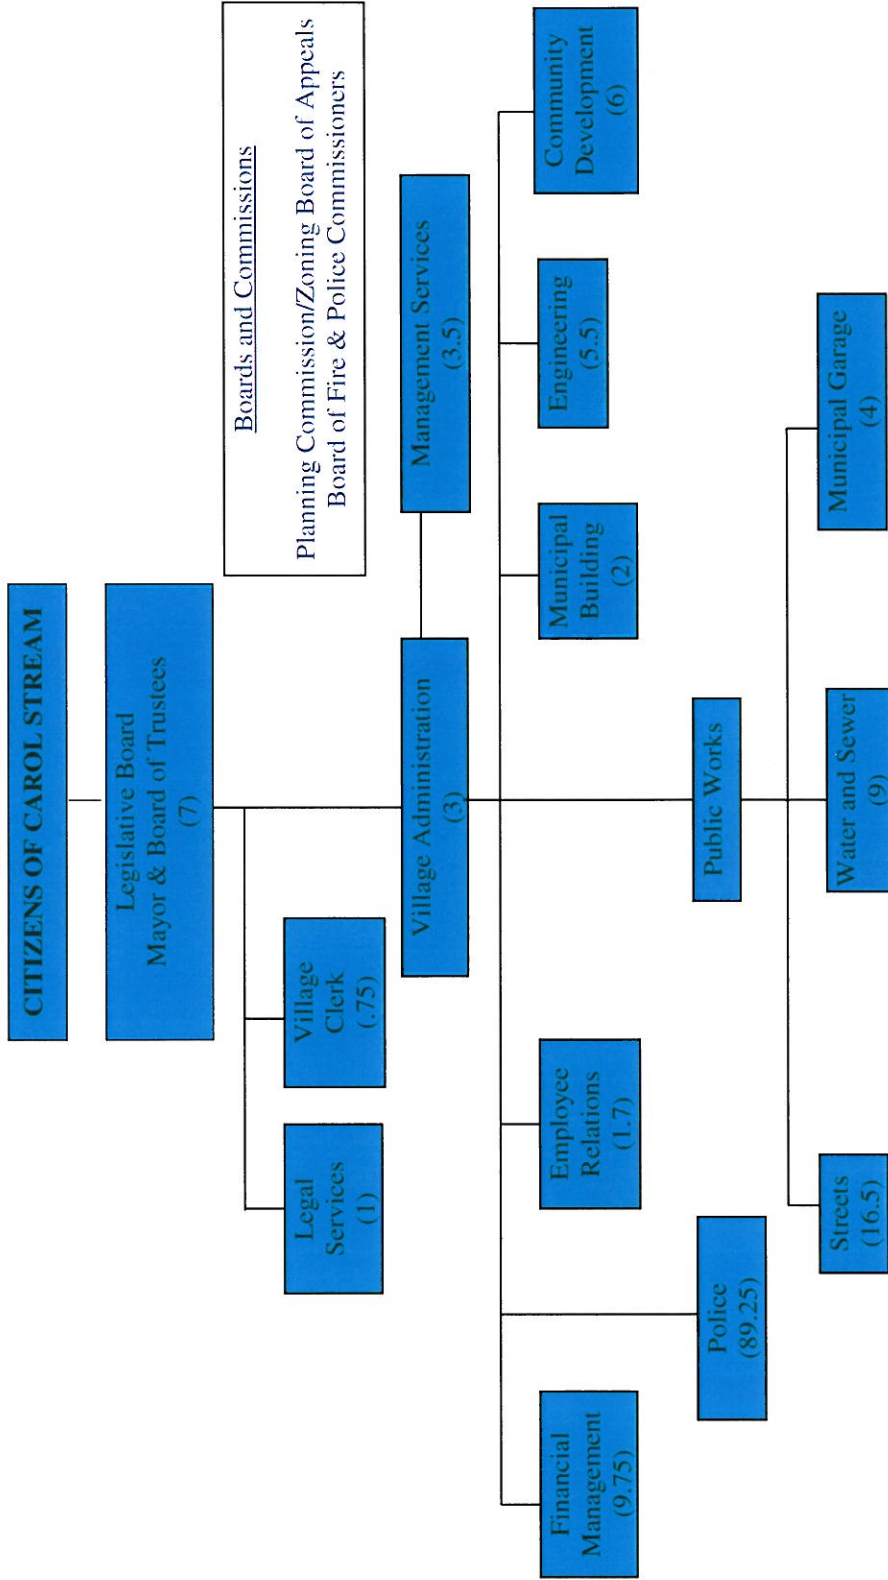 CITIZENS OF CAROL STREAM
Legislative Board
Mayor & Board of Trustees
(7)
Boards and Commissions
Planning Commission/Zoning Board of Appeals
Board of Fire & Police Commissioners
Legal
Services
(1)
Village
Clerk
(.75)
Village Administration
(3)
Management Services
(3.5)
Financial
Management
(9.75)
Employee
Relations
(1.7)
Municipal
Building
(2)
Engineering
(5.5)
Community
Development
(6)
Police
(89.25)
Public Works
Streets
(16.5)
Water and Sewer
(9)
Municipal Garage
(4)